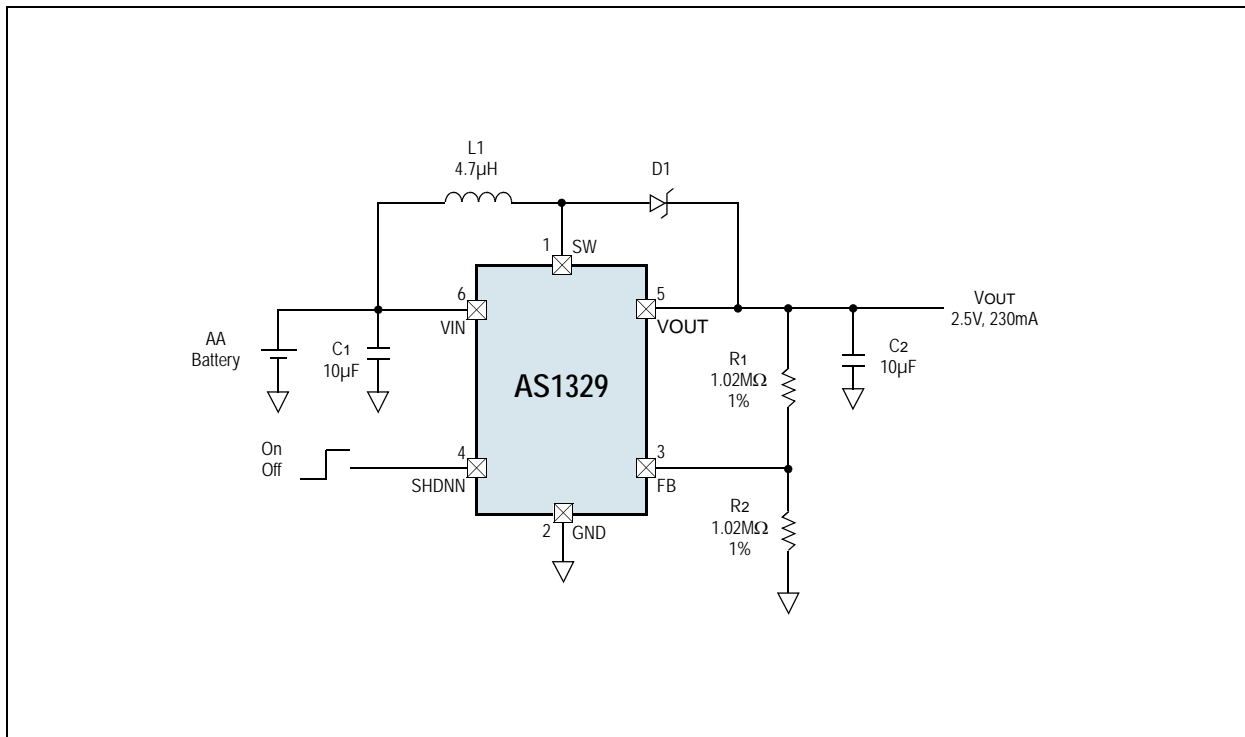 L1
4.7µH
D1
1
SW
6
VIN
5
VOUT
VOUT
2.5V, 230mA
AA
Battery
C1
10µF
R1
1.02MΩ
1%
C2
10µF
AS1329
On
Off
4
SHDNN
3
FB
2
GND
R2
1.02MΩ
1%